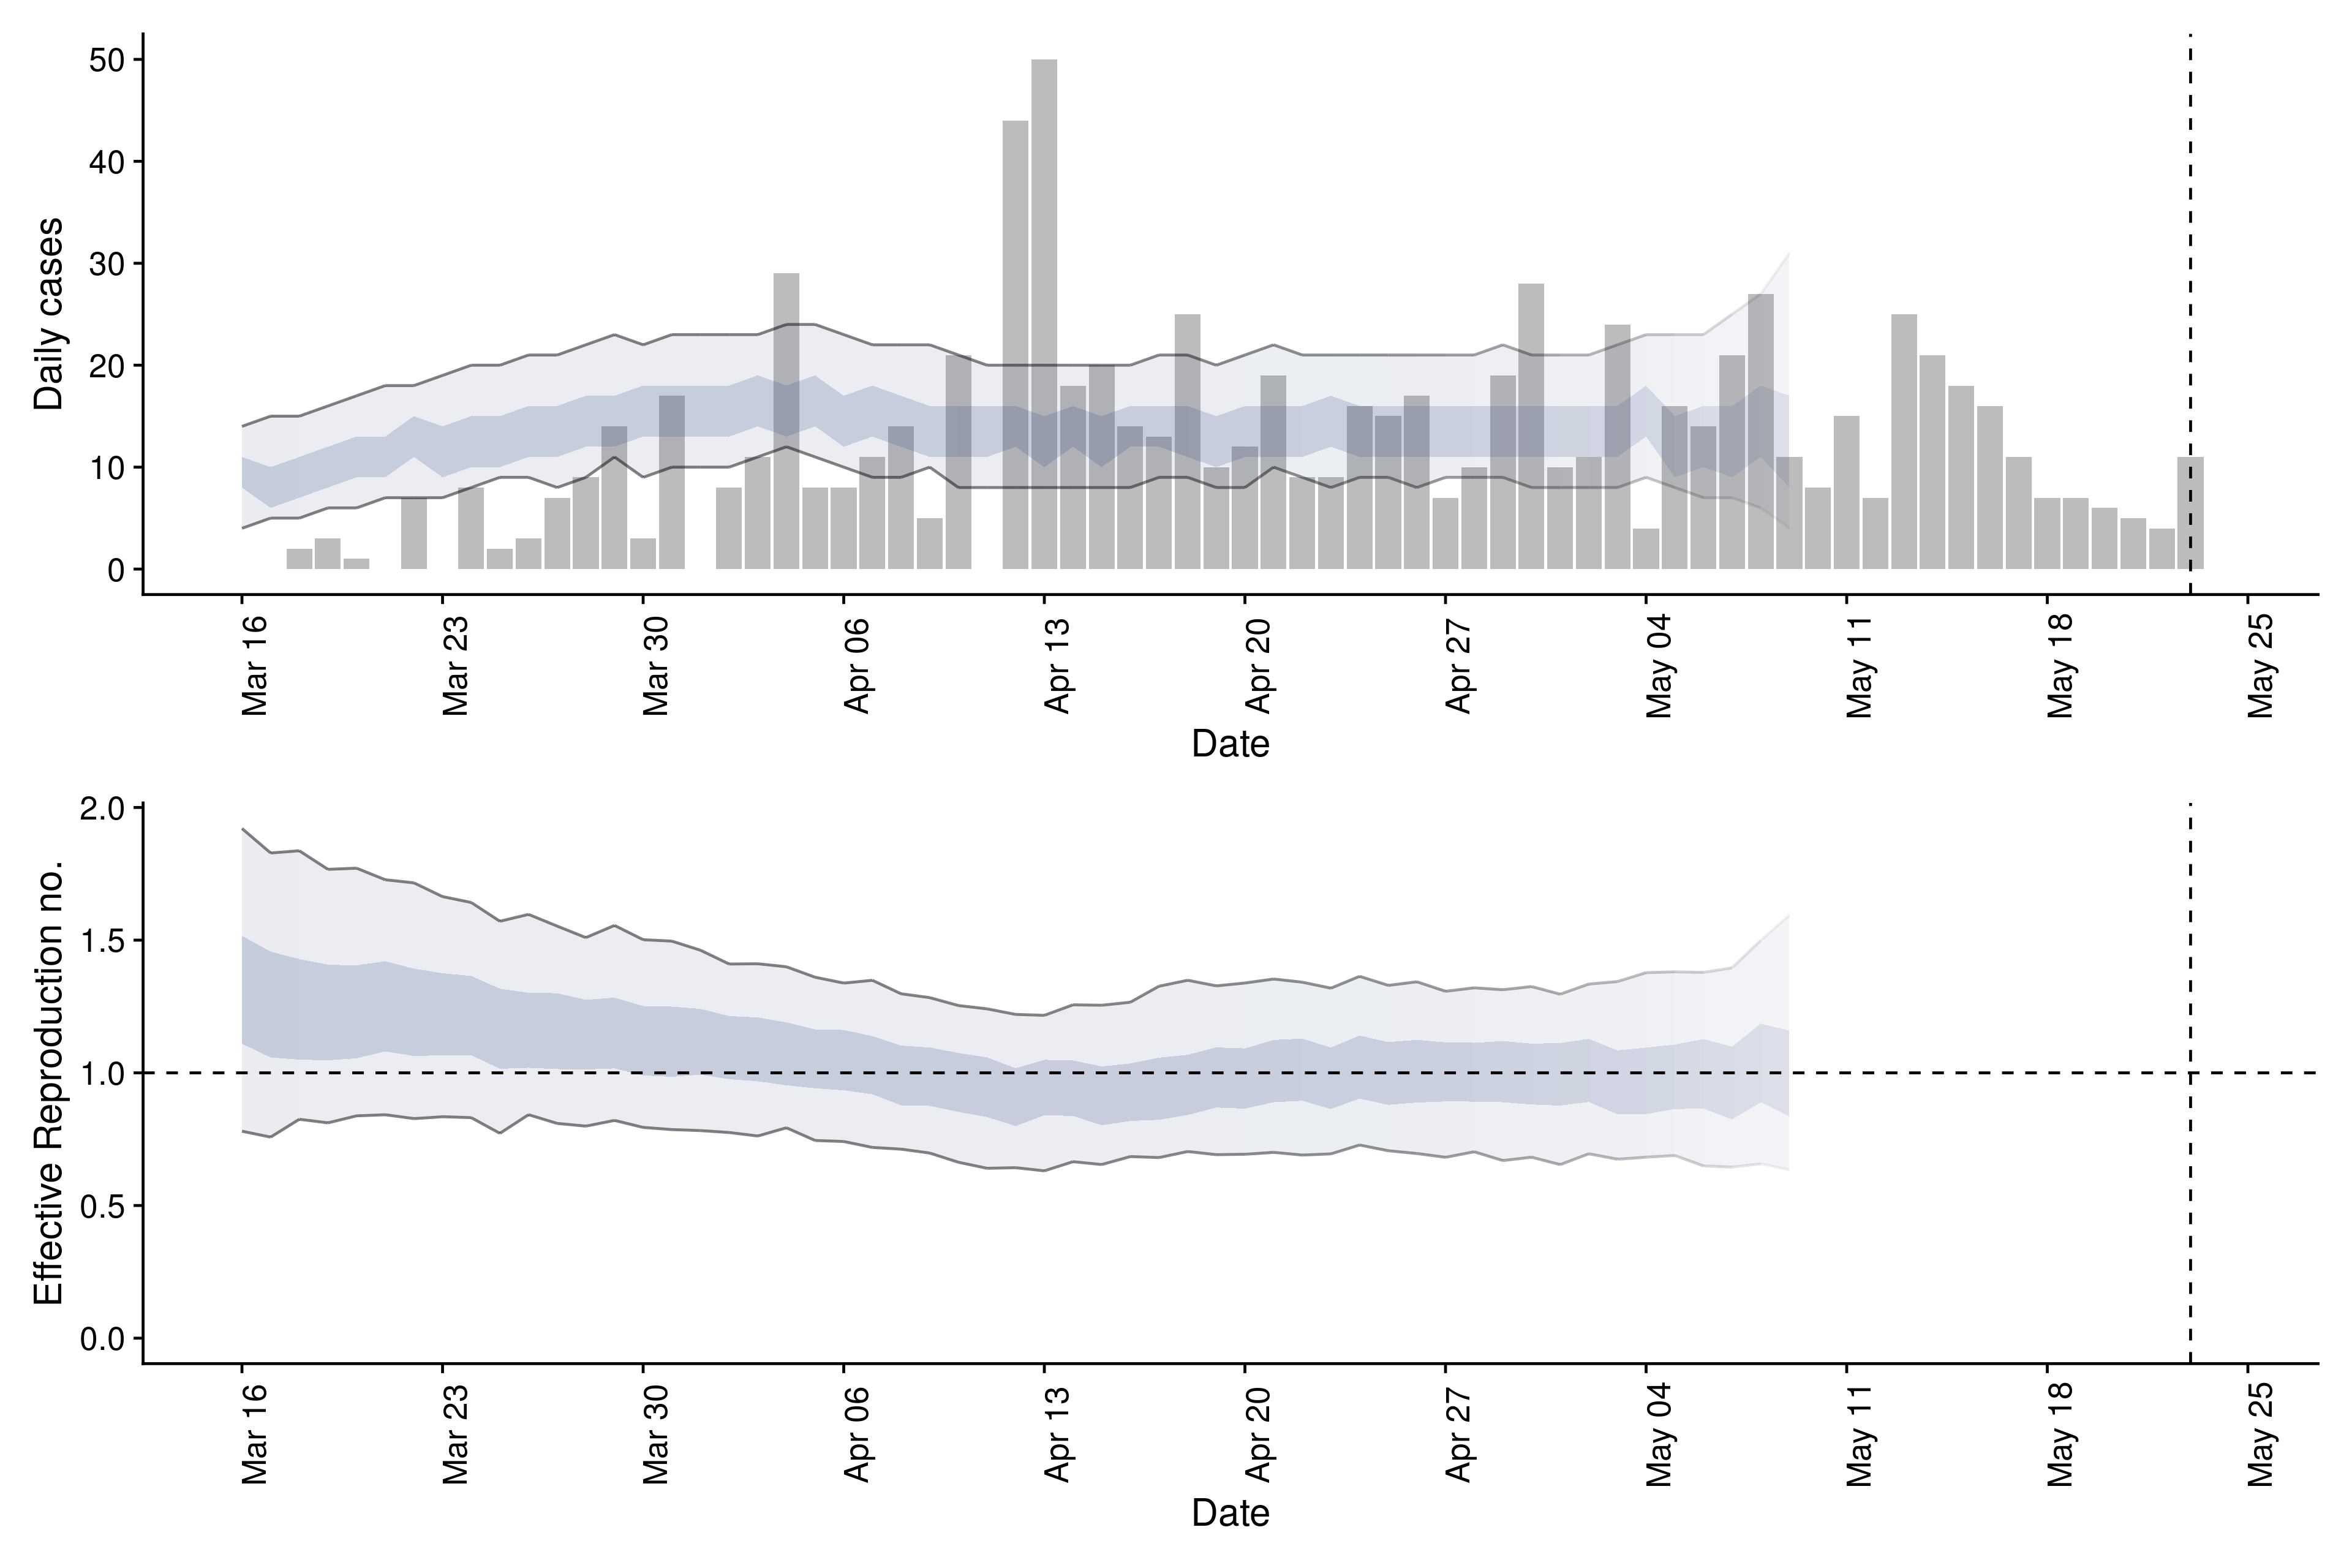 Daily cases
50
40
30
20
10
0
Mar 16
Mar 23
Mar 30
Apr 06
Apr 13
Apr 20
Apr 27
May 04
May 11
May 18
May 25
Date
Effective Reproduction no.
2.0
1.5
1.0
0.5
0.0
Mar 16
Mar 23
Mar 30
Apr 06
Apr 13
Apr 20
Apr 27
May 04
May 11
May 18
May 25
Date